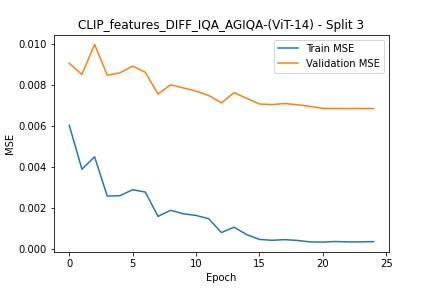 CLIP_features_DIFF_IQA_AGIQA-(ViT-14) - Split 3
Train MSE
Validation MSE
0.010
0.008
0.006
0.004
0.002
0.000
MSE
0 5 10 15 20 25
Epoch